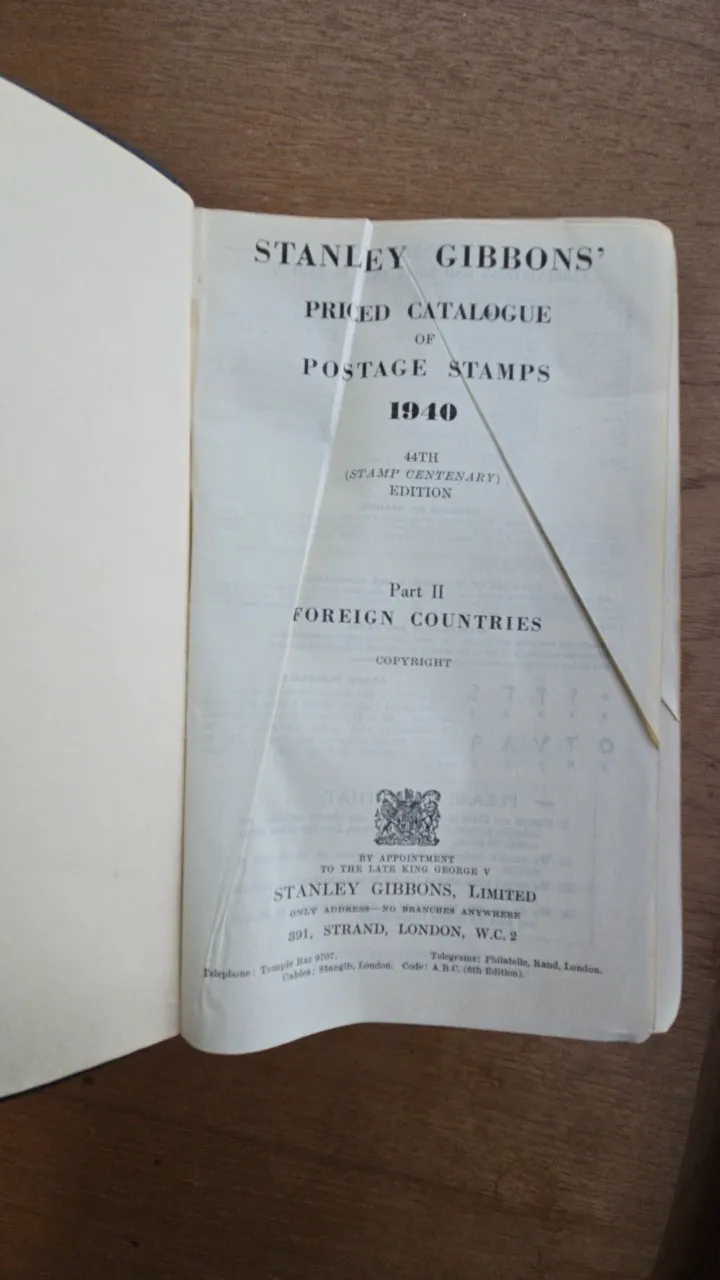 STANLEY GIBBONS'
PRICED CATALOGUE
OF
POSTAGE STAMPS
1940
44TH
(STAMP CENTENARY)
EDITION
Part II
FOREIGN COUNTRIES
COPYRIGHT
BY APPOINTMENT
TO THE LATE KING GEORGE V
STANLEY GIBBONS, LIMITED
ONLY ADDRESS—NO BRANCHES ANYWHERE
391, STRAND, LONDON, W.C. 2
Telephone: Temple Bar 9707. Telegrams: Philatelic, Rand, London.
Cables: Stangib, London. Code: A.B.C. (6th Edition).